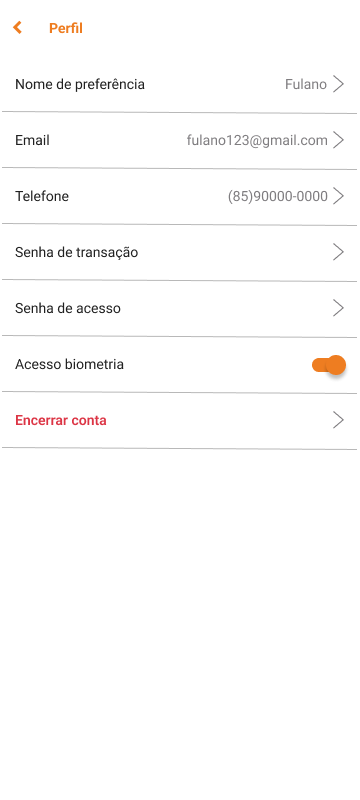 Perfil
Nome de preferência Fulano
Email fulano123@gmail.com
Telefone (85)90000-0000
Senha de transação
Senha de acesso
Acesso biometria
Encerrar conta